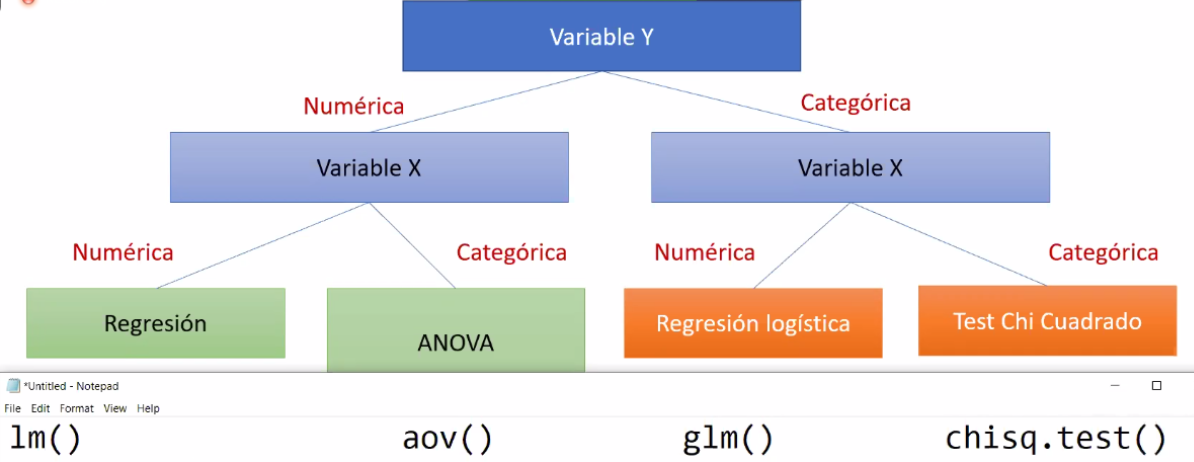 Variable Y
Numérica
Categórica
Variable X
Variable X
Numérica
Categórica
Numérica
Categórica
Regresión
ANOVA
Regresión logística
Test Chi Cuadrado
*Untitled - Notepad
File Edit Format View Help
lm() aov() glm() chisq.test()